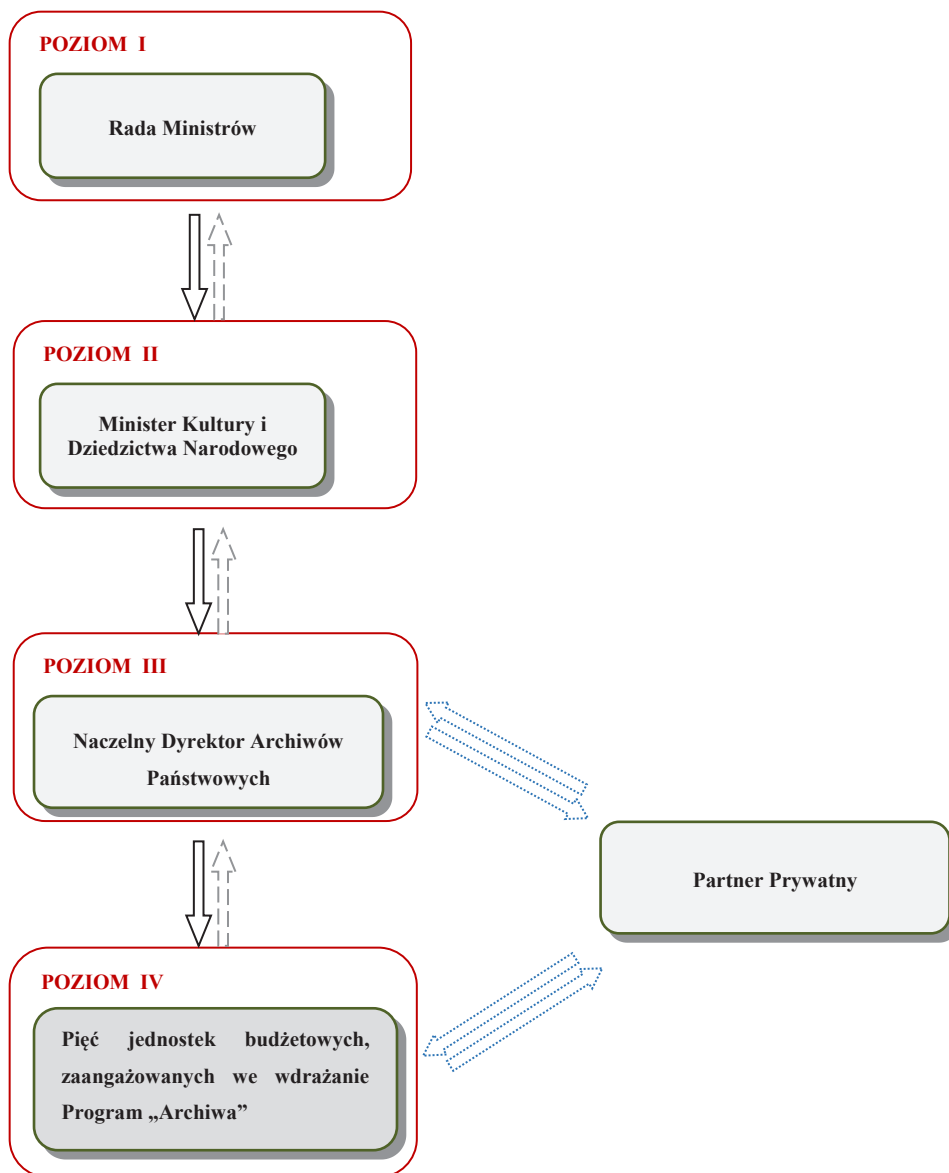 POZIOM I
Rada Ministrów
POZIOM II
Minister Kultury i
Dziedzictwa Narodowego
POZIOM III
Naczelny Dyrektor Archiwów
Państwowych
Partner Prywatny
POZIOM IV
Pięć jednostek budżetowych,
zaangażowanych we wdrażanie
Program „Archiwa”